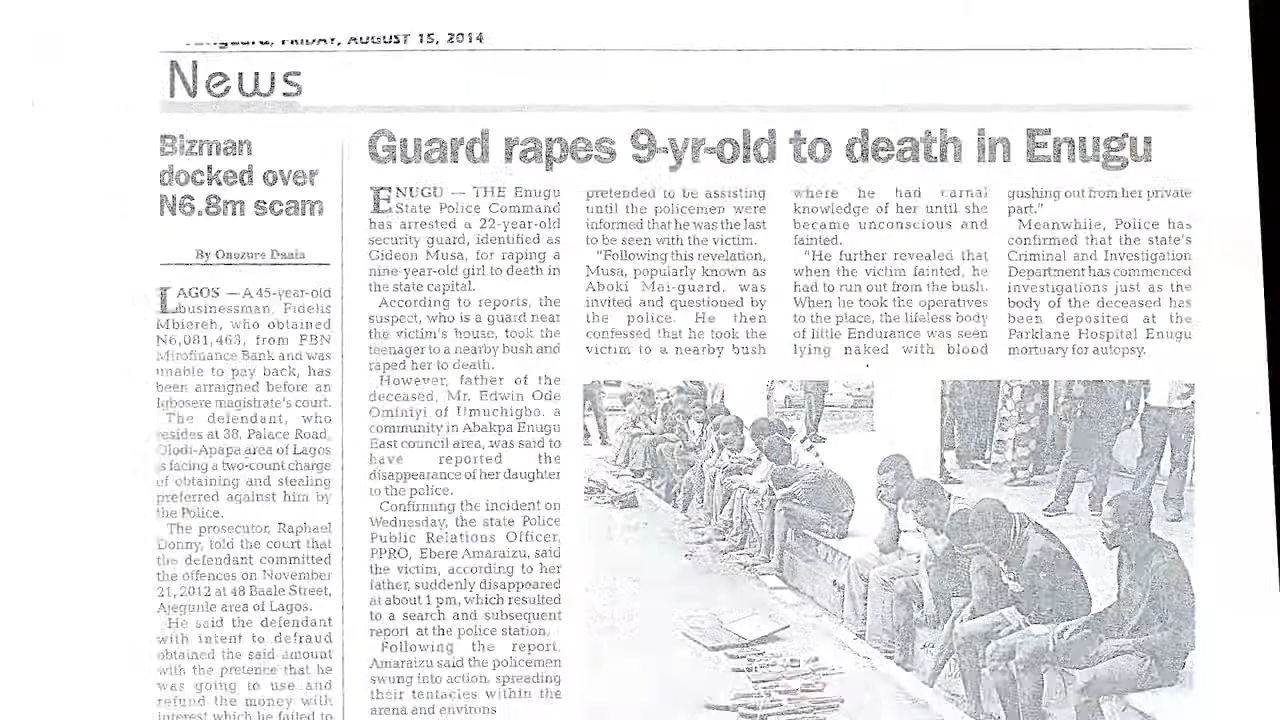 Vanguard, FRIDAY, AUGUST 15, 2014
News
Bizman
docked over
N6.8m scam
By Onozure Dania
LAGOS —A 45-year-old
businessman, Fidelis
Mbiereh, who obtained
N6,081,463, from FBN
Mirofinance Bank and was
unable to pay back, has
been arraigned before an
Igbosere magistrate's court.
The defendant, who
resides at 38, Palace Road,
Olodi-Apapa area of Lagos
is facing a two-count charge
of obtaining and stealing
preferred against him by
the Police.
The prosecutor, Raphael
Donny, told the court that
the defendant committed
the offences on November
21, 2012 at 48 Baale Street,
Ajegunle area of Lagos.
He said the defendant
with intent to defraud
obtained the said amount
with the pretence that he
was going to use and
refund the money with
interest which he failed to
Guard rapes 9-yr-old to death in Enugu
ENUGU — THE Enugu
State Police Command
has arrested a 22-year-old
security guard, identified as
Gideon Musa, for raping a
nine-year-old girl to death in
the state capital.
According to reports, the
suspect, who is a guard near
the victim's house, took the
teenager to a nearby bush and
raped her to death.
However, father of the
deceased, Mr. Edwin Ode
Ominiyi of Umuchigbo, a
community in Abakpa Enugu
East council area, was said to
have reported the
disappearance of her daughter
to the police.
Confirming the incident on
Wednesday, the state Police
Public Relations Officer,
PPRO, Ebere Amaraizu, said
the victim, according to her
father, suddenly disappeared
at about 1 pm, which resulted
to a search and subsequent
report at the police station.
Following the report,
Amaraizu said the policemen
swung into action, spreading
their tentacles within the
arena and environs
pretended to be assisting
until the policemen were
informed that he was the last
to be seen with the victim.
"Following this revelation,
Musa, popularly known as
Aboki Mai-guard, was
invited and questioned by
the police. He then
confessed that he took the
victim to a nearby bush
where he had carnal
knowledge of her until she
became unconscious and
fainted.
"He further revealed that
when the victim fainted, he
had to run out from the bush.
When he took the operatives
to the place, the lifeless body
of little Endurance was seen
lying naked with blood
gushing out from her private
part."
Meanwhile, Police has
confirmed that the state's
Criminal and Investigation
Department has commenced
investigations just as the
body of the deceased has
been deposited at the
Parklane Hospital Enugu
mortuary for autopsy.